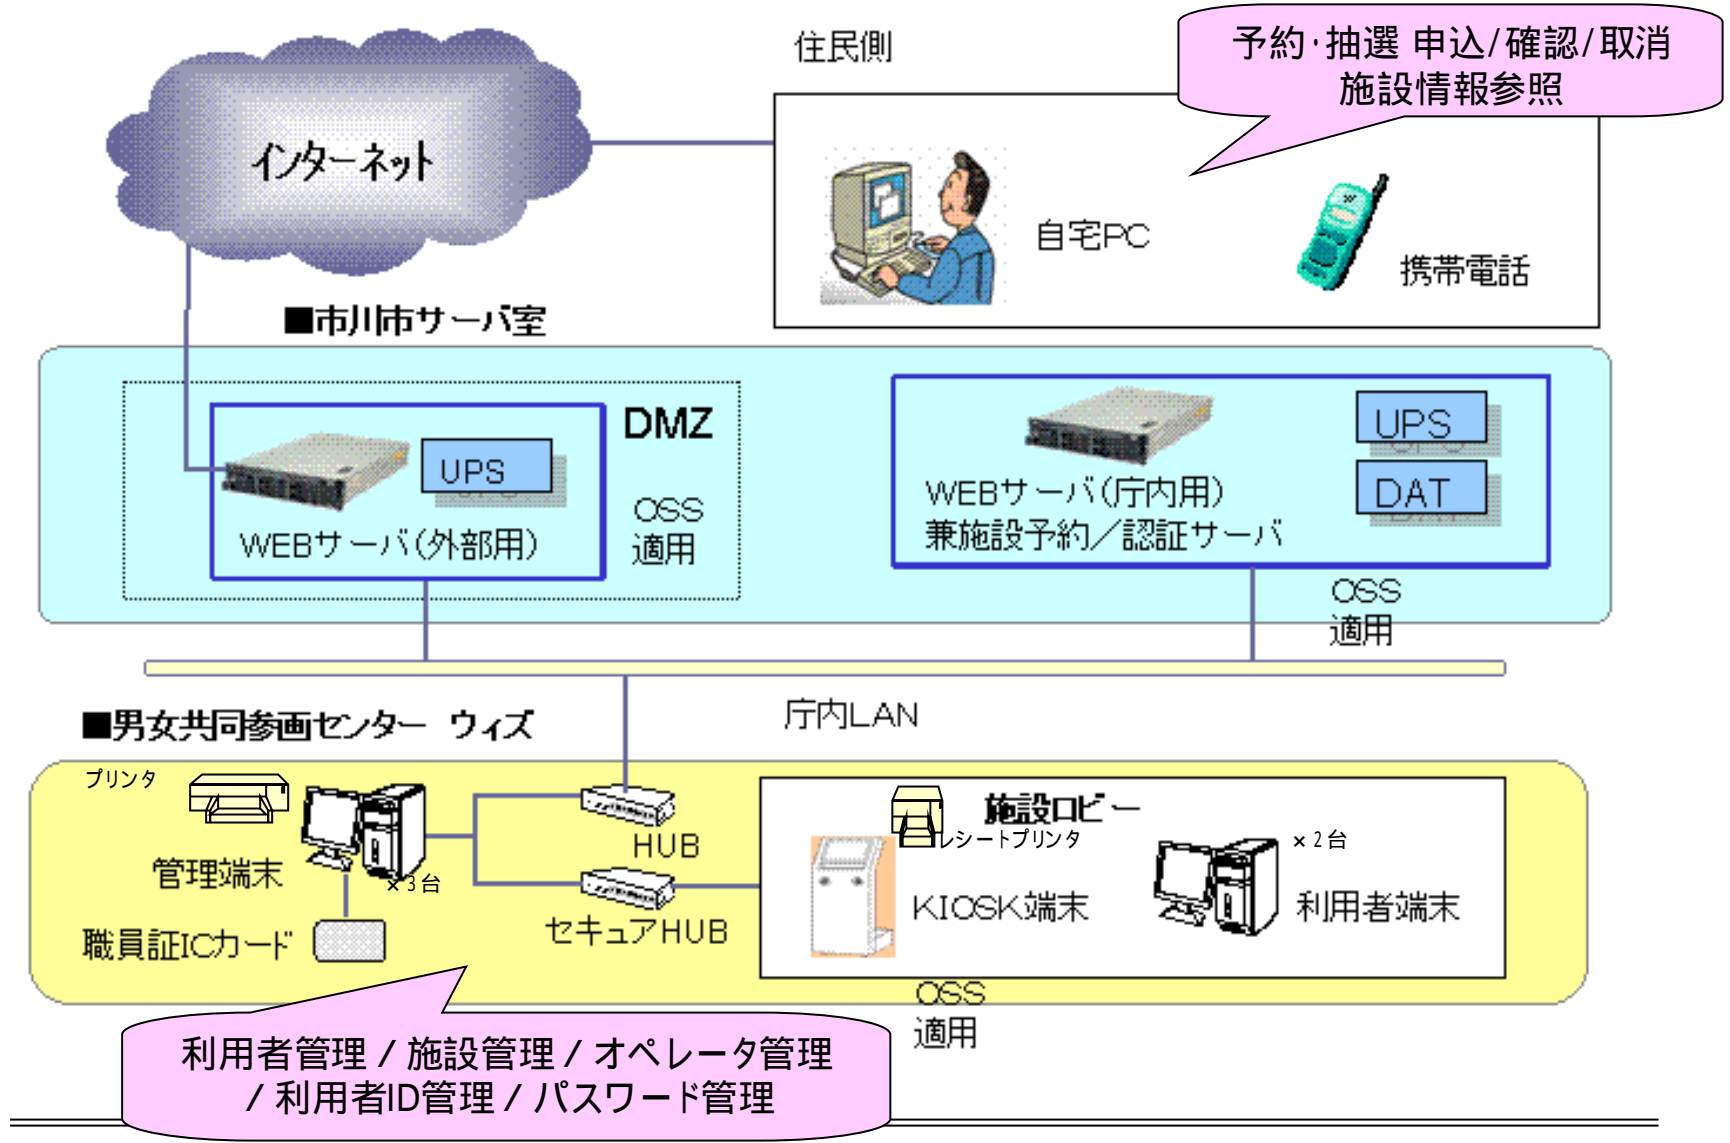 住民側
予約・抽選 申込/確認/取消
施設情報参照
インターネット
自宅PC
携帯電話
■市川市サーバ室
DMZ
UPS
WEBサーバ(外部用)
OSS
適用
UPS
DAT
WEBサーバ(庁内用)
兼施設予約／認証サーバ
OSS
適用
庁内LAN
■男女共同参画センター ウィズ
プリンタ
管理端末
×3台
職員証ICカード
HUB
セキュアHUB
施設ロビー
レシートプリンタ
KIOSK端末
×2台
利用者端末
OSS
適用
利用者管理／施設管理／オペレータ管理
／利用者ID管理／パスワード管理